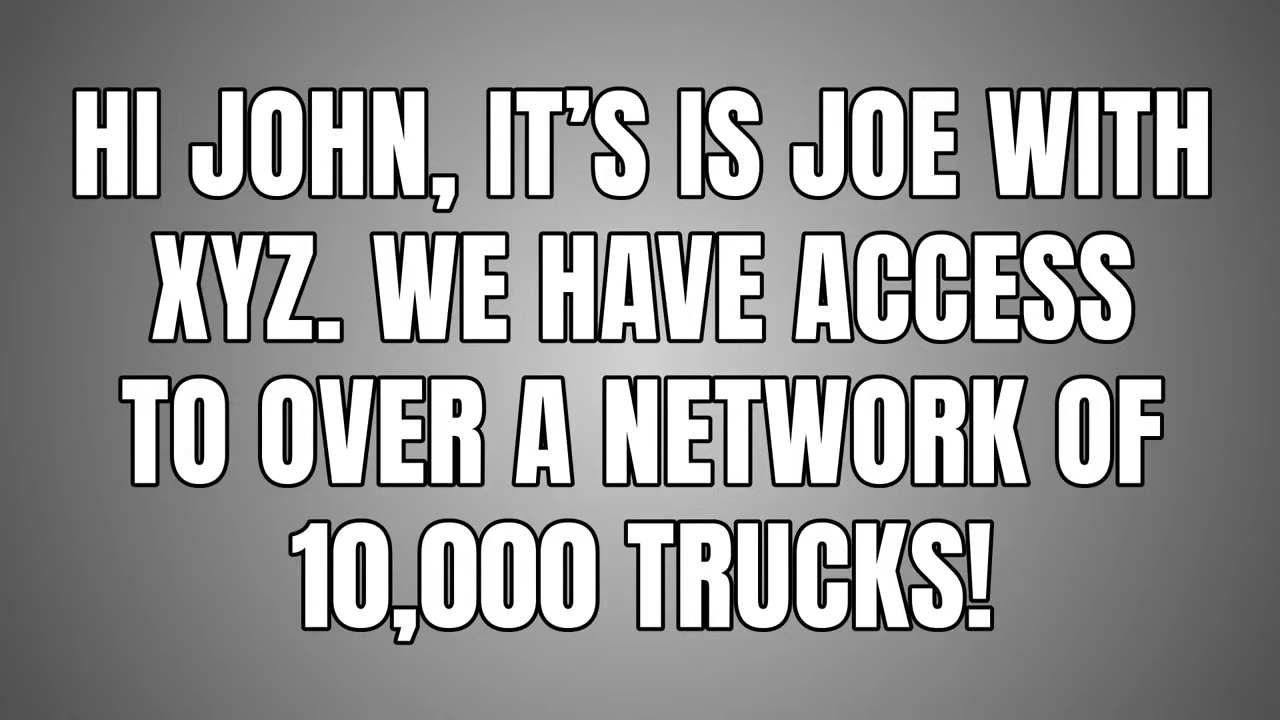 HI JOHN, IT’S IS JOE WITH
XYZ. WE HAVE ACCESS
TO OVER A NETWORK OF
10,000 TRUCKS!